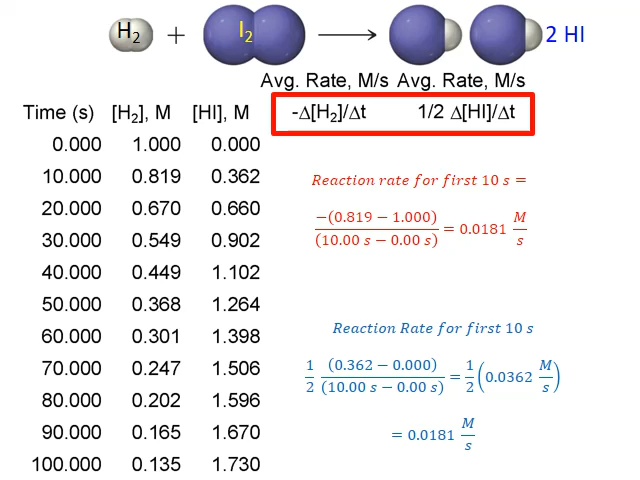 H₂ + I₂ → 2 HI
Avg. Rate, M/s Avg. Rate, M/s
Time (s) [H₂], M [HI], M -Δ[H₂]/Δt 1/2 Δ[HI]/Δt
0.000 1.000 0.000
10.000 0.819 0.362
20.000 0.670 0.660
30.000 0.549 0.902
40.000 0.449 1.102
50.000 0.368 1.264
60.000 0.301 1.398
70.000 0.247 1.506
80.000 0.202 1.596
90.000 0.165 1.670
100.000 0.135 1.730
Reaction rate for first 10 s =
−(0.819 − 1.000) / (10.00 s − 0.00 s) = 0.0181 M/s
Reaction Rate for first 10 s
1/2 (0.362 − 0.000) / (10.00 s − 0.00 s) = 1/2 (0.0362 M/s)
= 0.0181 M/s